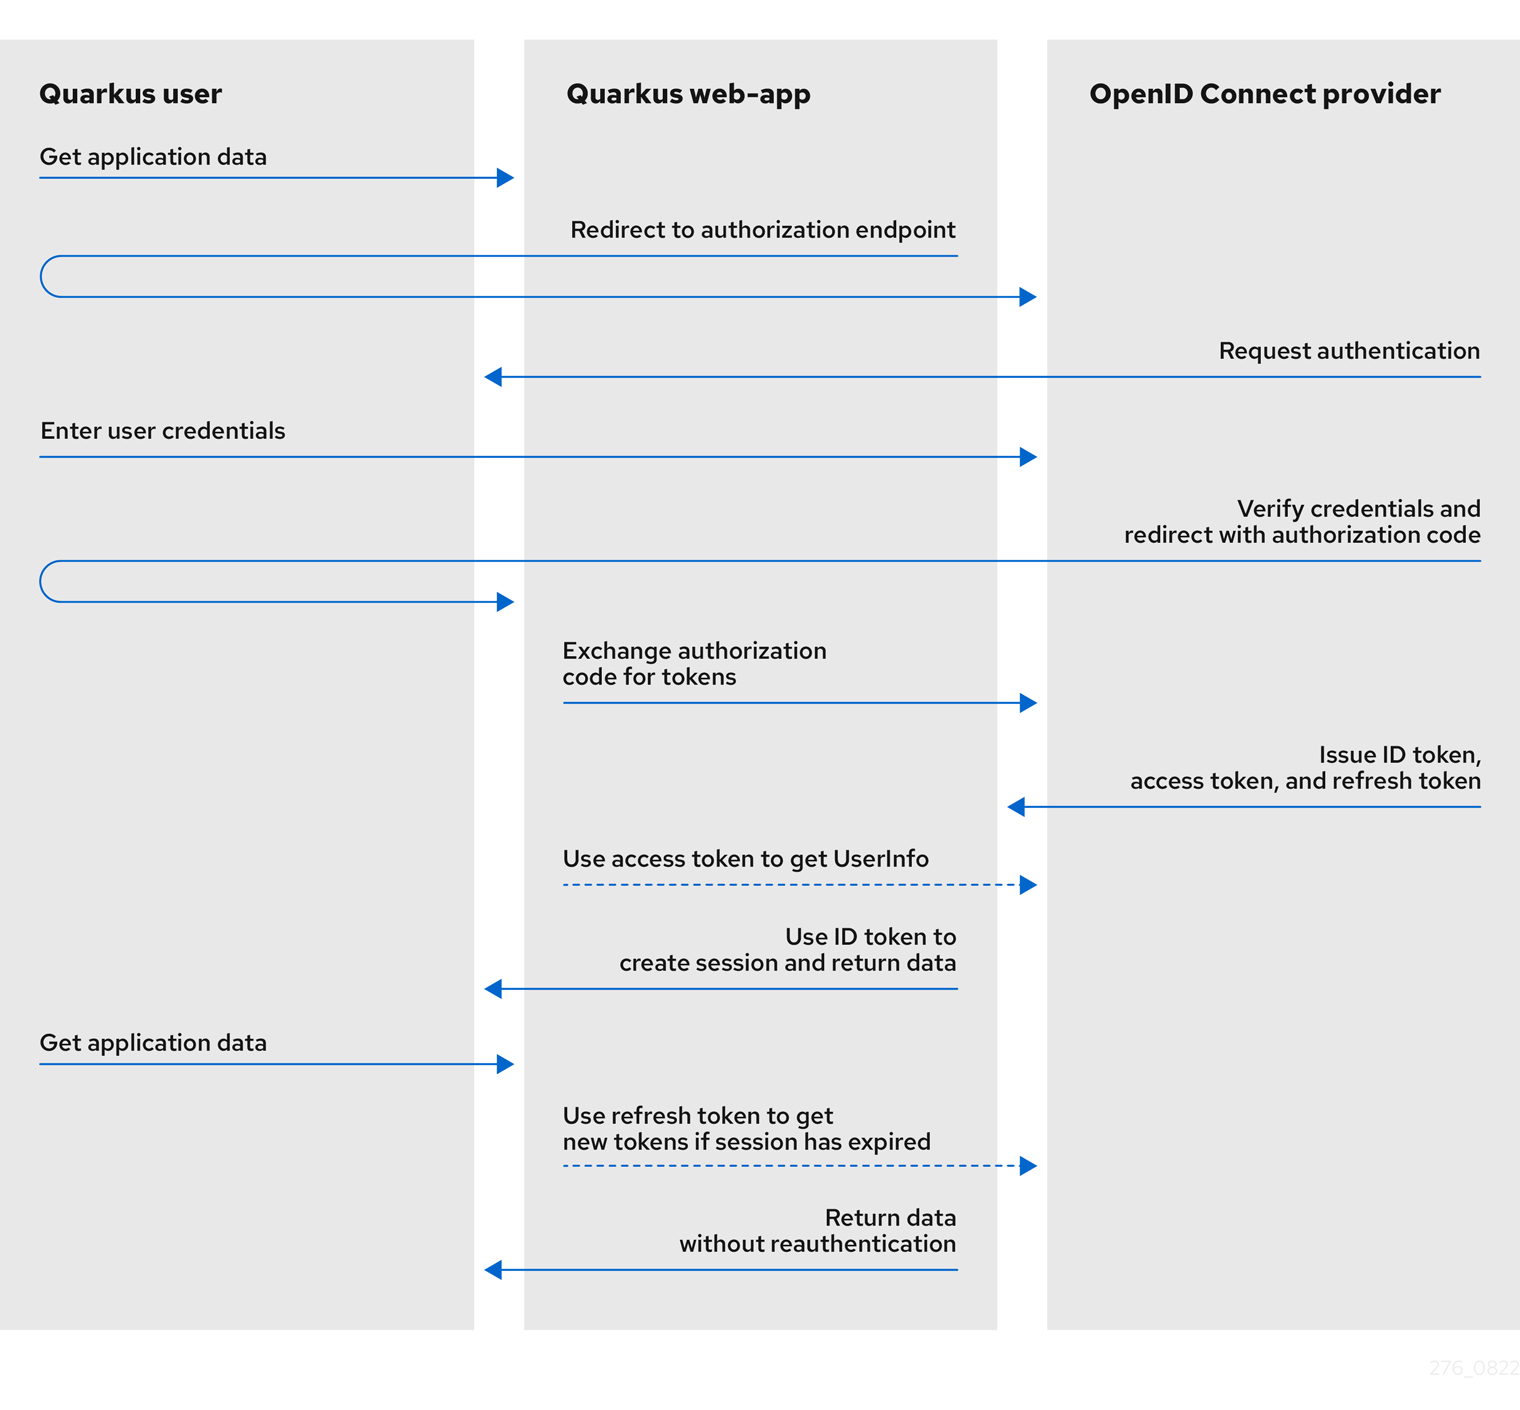 Quarkus user
Quarkus web-app
OpenID Connect provider
Get application data
Redirect to authorization endpoint
Request authentication
Enter user credentials
Verify credentials and
redirect with authorization code
Exchange authorization
code for tokens
Issue ID token,
access token, and refresh token
Use access token to get UserInfo
Use ID token to
create session and return data
Get application data
Use refresh token to get
new tokens if session has expired
Return data
without reauthentication
276_0822